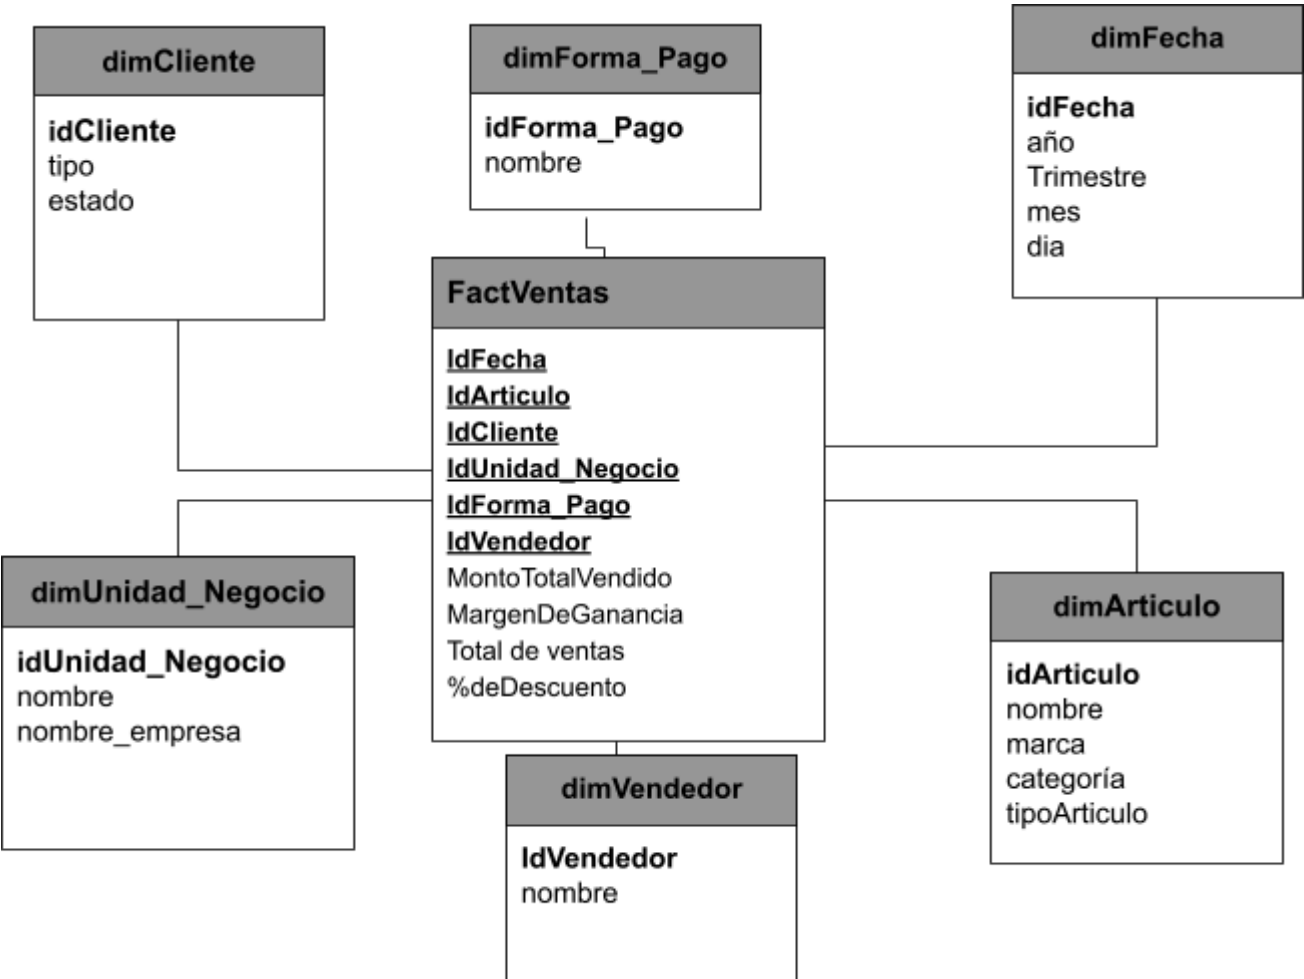 dimCliente
idCliente
tipo
estado
dimForma_Pago
idForma_Pago
nombre
dimFecha
idFecha
año
Trimestre
mes
dia
FactVentas
IdFecha
IdArticulo
IdCliente
IdUnidad_Negocio
IdForma_Pago
IdVendedor
MontoTotalVendido
MargenDeGanancia
Total de ventas
%deDescuento
dimUnidad_Negocio
idUnidad_Negocio
nombre
nombre_empresa
dimArticulo
idArticulo
nombre
marca
categoría
tipoArticulo
dimVendedor
IdVendedor
nombre